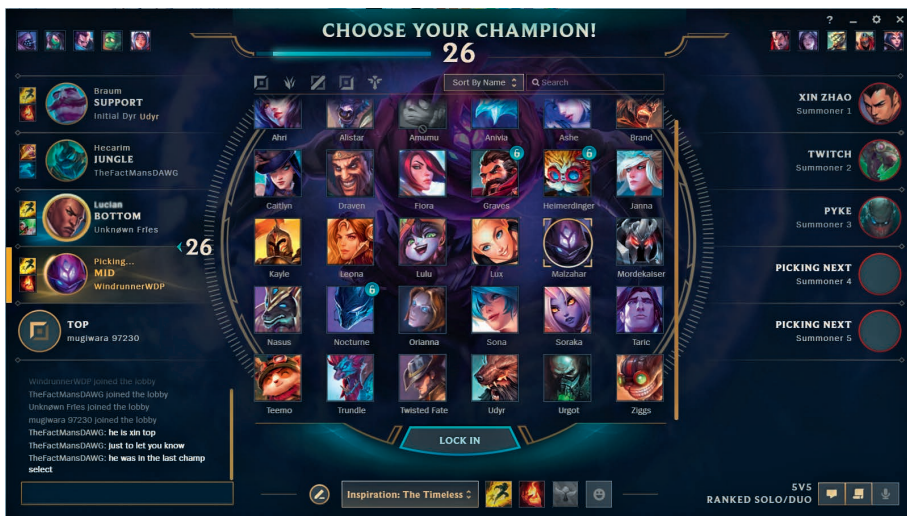 CHOOSE YOUR CHAMPION!
26
?
Braum
SUPPORT
Initial Dyr Udyr
Hecarim
JUNGLE
TheFactMansDAWG
Lucian
BOTTOM
Unknøwn Frles
26
Picking...
MID
WindrunnerWDP
TOP
mugiwara 97230
WindrunnerWDP joined the lobby
TheFactMansDAWG joined the lobby
Unknøwn Frles joined the lobby
mugiwara 97230 joined the lobby
TheFactMansDAWG: he is xin top
TheFactMansDAWG: just to let you know
TheFactMansDAWG: he was in the last champ
select
Sort By Name
Search
Ahri Alistar Amumu Anivia Ashe Brand
Caitlyn Draven Fiora Graves Heimerdinger Janna
Kayle Leona Lulu Lux Malzahar Mordekaiser
Nasus Nocturne Orianna Sona Soraka Taric
Teemo Trundle Twisted Fate Udyr Urgot Ziggs
LOCK IN
Inspiration: The Timeless
XIN ZHAO
Summoner 1
TWITCH
Summoner 2
PYKE
Summoner 3
PICKING NEXT
Summoner 4
PICKING NEXT
Summoner 5
5V5
RANKED SOLO/DUO